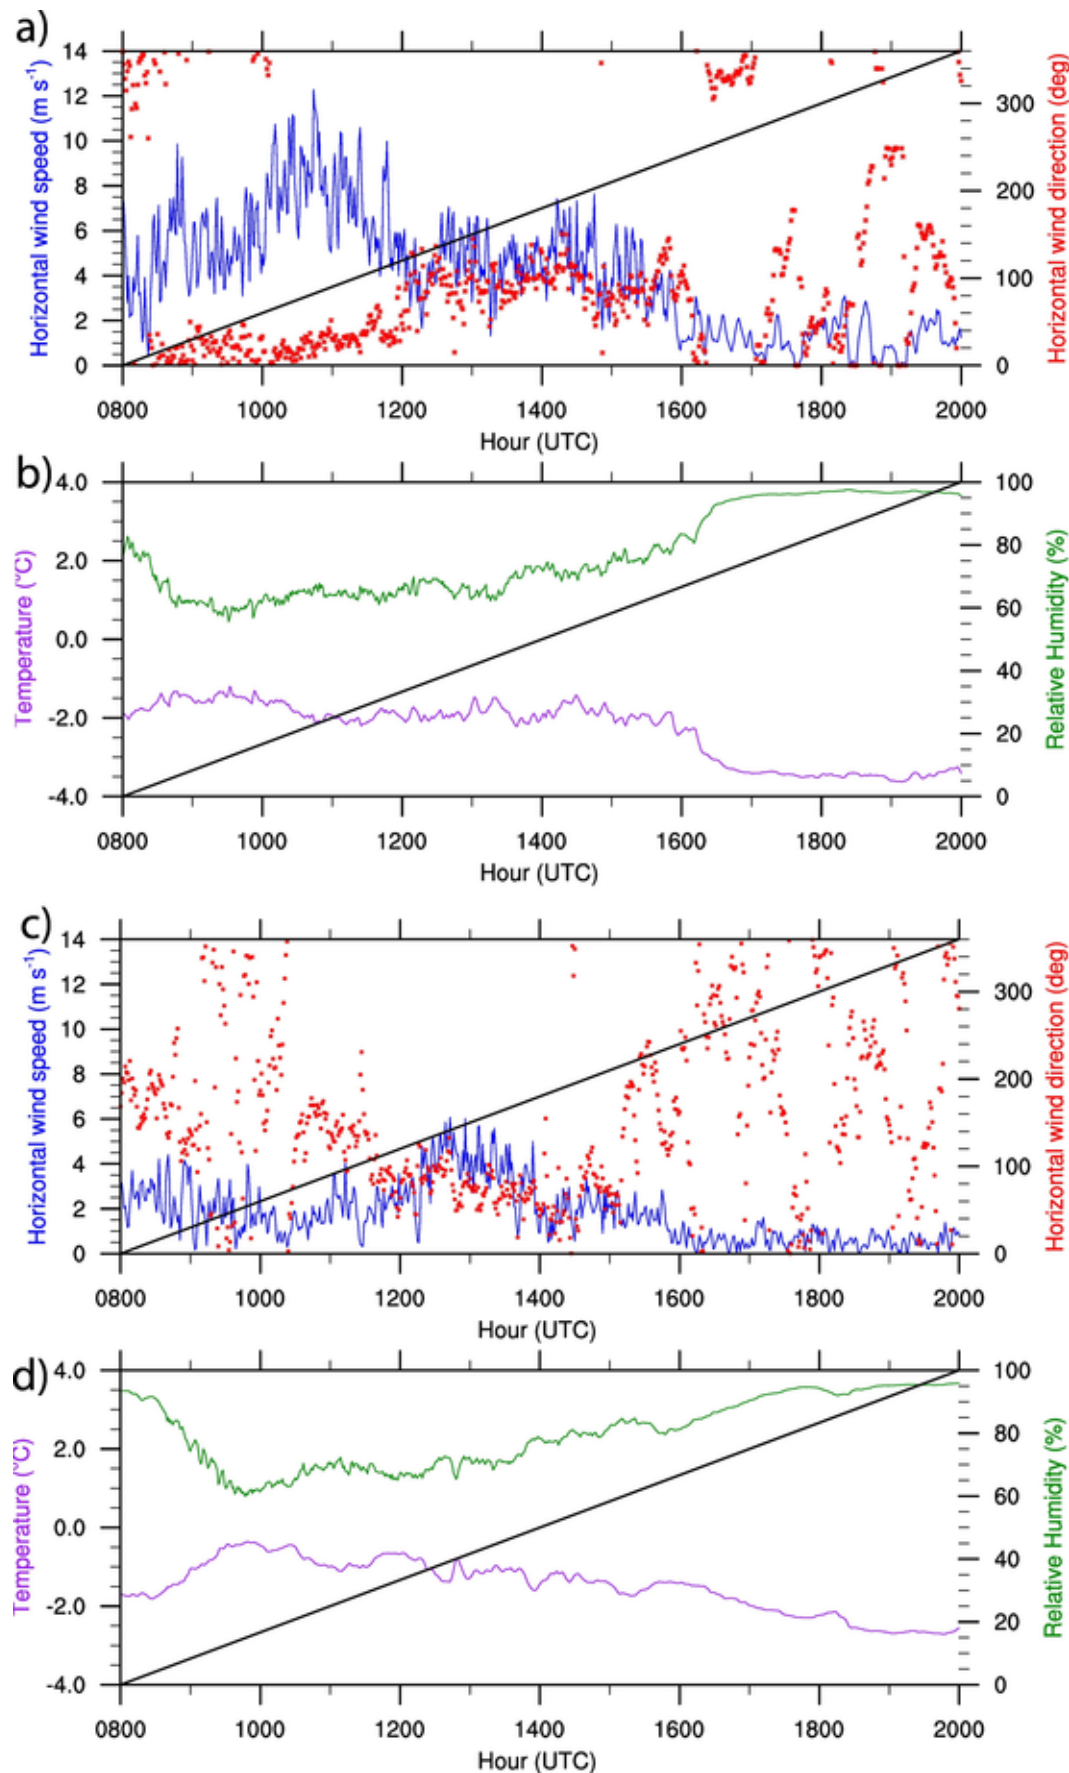 a)
Horizontal wind speed (m s⁻¹)
14
12
10
8
6
4
2
0
Horizontal wind direction (deg)
300
200
100
0
0800 1000 1200 1400 1600 1800 2000
Hour (UTC)
b)
Temperature (°C)
4.0
2.0
0.0
-2.0
-4.0
Relative Humidity (%)
100
80
60
40
20
0
0800 1000 1200 1400 1600 1800 2000
Hour (UTC)
c)
Horizontal wind speed (m s⁻¹)
14
12
10
8
6
4
2
0
Horizontal wind direction (deg)
300
200
100
0
0800 1000 1200 1400 1600 1800 2000
Hour (UTC)
d)
Temperature (°C)
4.0
2.0
0.0
-2.0
-4.0
Relative Humidity (%)
100
80
60
40
20
0
0800 1000 1200 1400 1600 1800 2000
Hour (UTC)